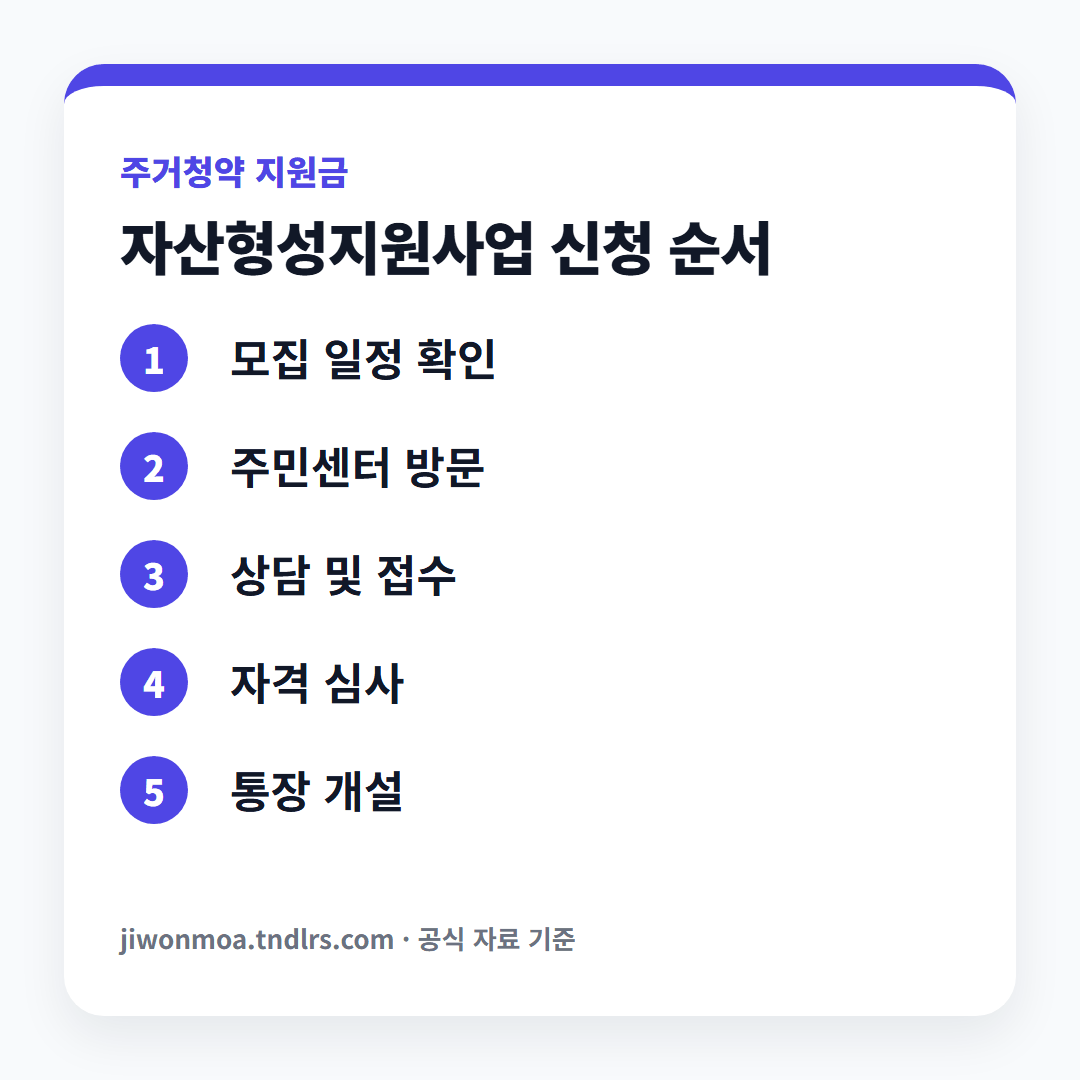 주거청약 지원금
자산형성지원사업 신청 순서
1 모집 일정 확인
2 주민센터 방문
3 상담 및 접수
4 자격 심사
5 통장 개설
jiwonmoa.tndlrs.com · 공식 자료 기준